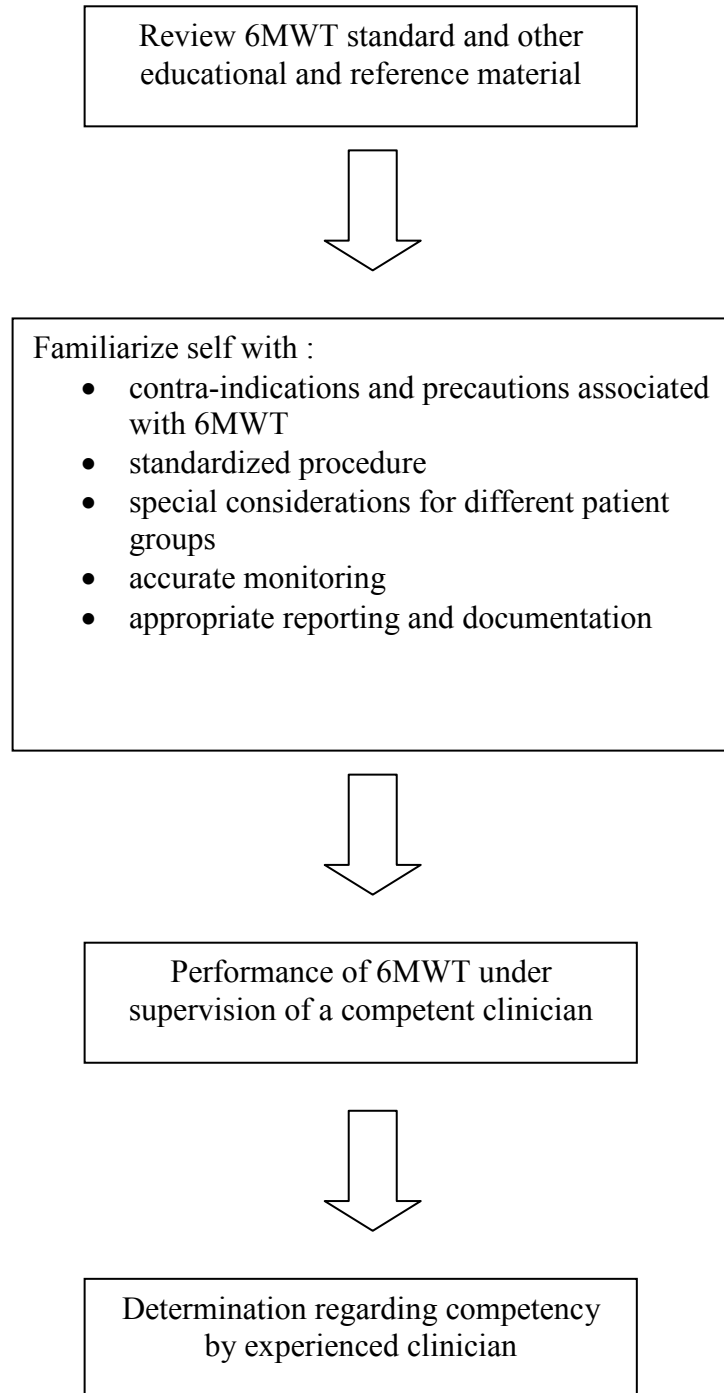 Review 6MWT standard and other
educational and reference material
Familiarize self with :
• contra-indications and precautions associated
with 6MWT
• standardized procedure
• special considerations for different patient
groups
• accurate monitoring
• appropriate reporting and documentation
Performance of 6MWT under
supervision of a competent clinician
Determination regarding competency
by experienced clinician